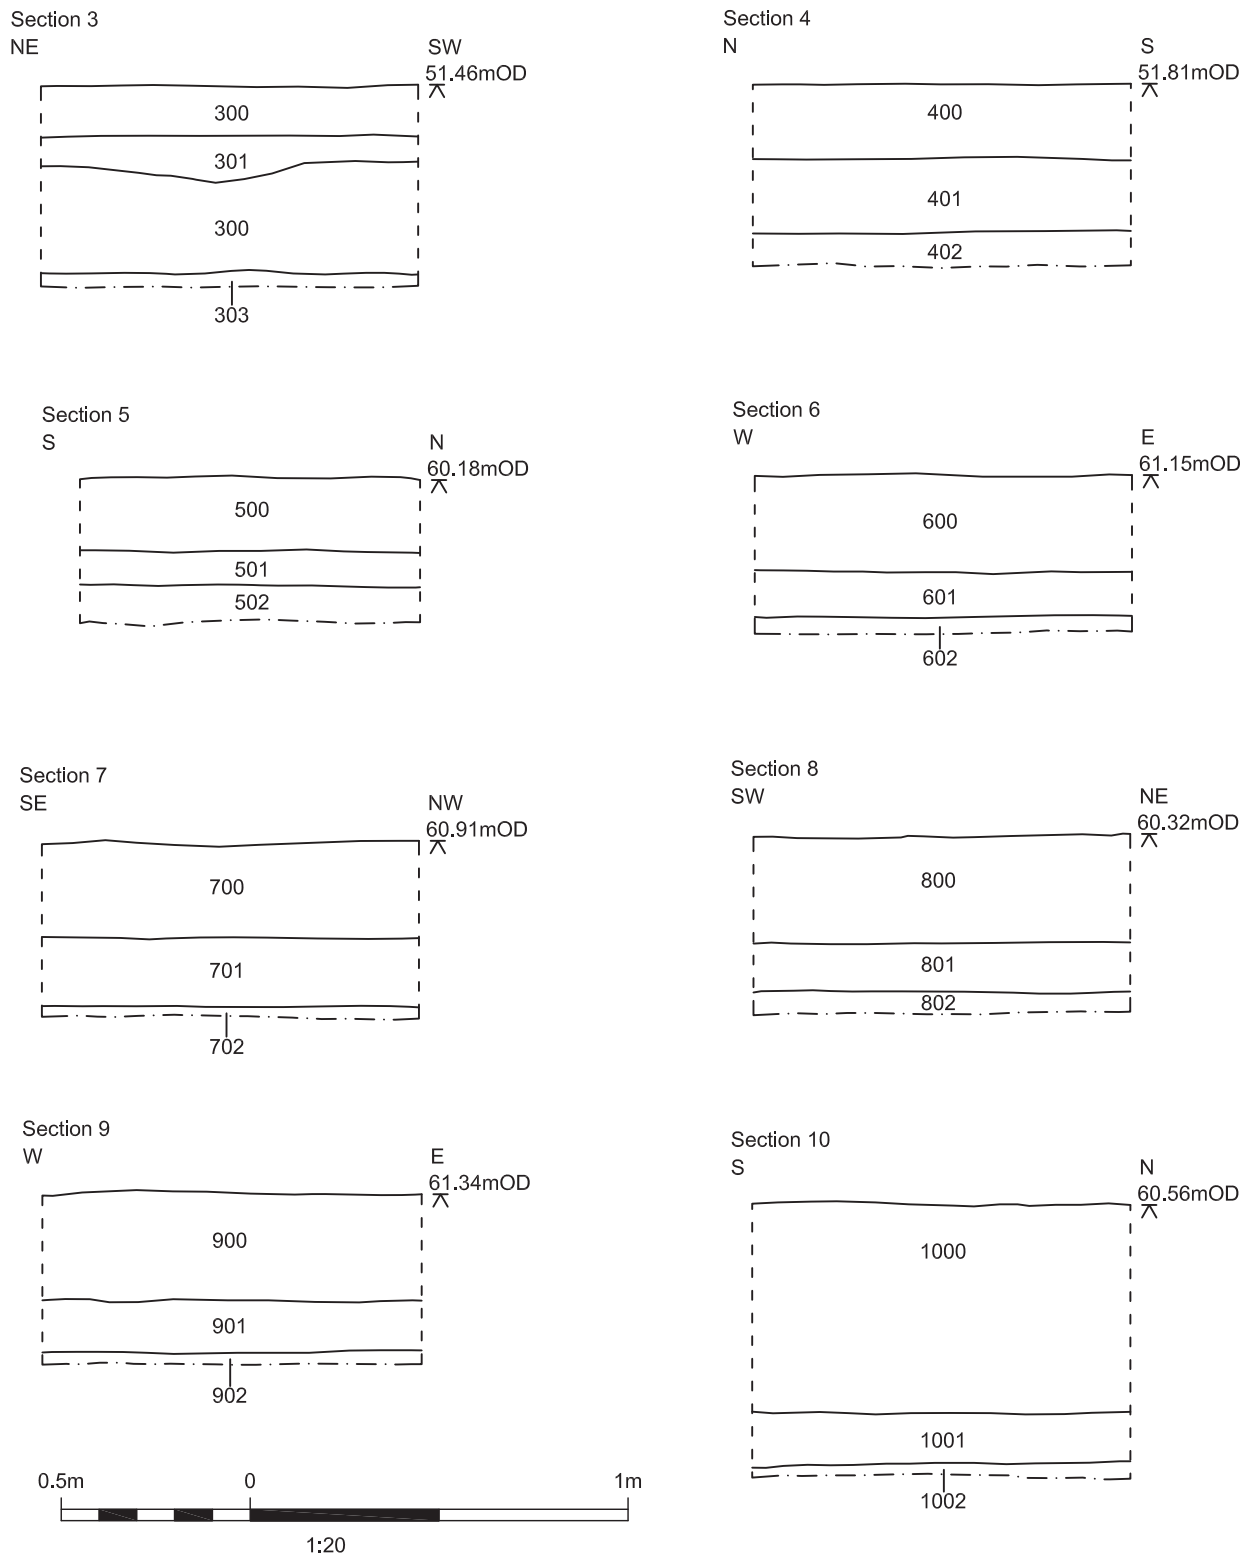 Section 3
NE
SW
51.46mOD
300
301
300
303
Section 4
N
S
51.81mOD
400
401
402
Section 5
S
N
60.18mOD
500
501
502
Section 6
W
E
61.15mOD
600
601
602
Section 7
SE
NW
60.91mOD
700
701
702
Section 8
SW
NE
60.32mOD
800
801
802
Section 9
W
E
61.34mOD
900
901
902
Section 10
S
N
60.56mOD
1000
1001
1002
0.5m 0 1m
1:20